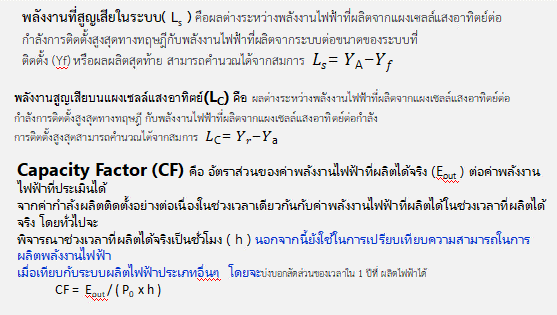 พลังงานที่สูญเสียในระบบ( Lₛ ) คือผลต่างระหว่างพลังงานไฟฟ้าที่ผลิตจากแผงเซลล์แสงอาทิตย์ต่อ
กำลังการติดตั้งสูงสุดทางทฤษฎีกับพลังงานไฟฟ้าที่ผลิตจากระบบต่อขนาดของระบบที่
ติดตั้ง (Yf) หรือผลผลิตสุดท้าย สามารถคำนวณได้จากสมการ Lₛ= Y_A−Y_f
พลังงานสูญเสียบนแผงเซลล์แสงอาทิตย์(L_C) คือ ผลต่างระหว่างพลังงานไฟฟ้าที่ผลิตจากแผงเซลล์แสงอาทิตย์ต่อ
กำลังการติดตั้งสูงสุดทางทฤษฎี กับพลังงานไฟฟ้าที่ผลิตจากแผงเซลล์แสงอาทิตย์ต่อกำลัง
การติดตั้งสูงสุดสามารถคำนวณได้จากสมการ L_C= Y_r−Y_a
Capacity Factor (CF) คือ อัตราส่วนของค่าพลังงานไฟฟ้าที่ผลิตได้จริง (E_out) ต่อค่าพลังงาน
ไฟฟ้าที่ประเมินได้
จากค่ากำลังผลิตติดตั้งอย่างต่อเนื่องในช่วงเวลาเดียวกันกับค่าพลังงานไฟฟ้าที่ผลิตได้ในช่วงเวลาที่ผลิตได้
จริง โดยทั่วไปจะ
พิจารณาช่วงเวลาที่ผลิตได้จริงเป็นชั่วโมง ( h ) นอกจากนี้ยังใช้ในการเปรียบเทียบความสามารถในการ
ผลิตพลังงานไฟฟ้า
เมื่อเทียบกับระบบผลิตไฟฟ้าประเภทอื่นๆ โดยจะบ่งบอกสัดส่วนของเวลาใน 1 ปีที่ ผลิตไฟฟ้าได้
CF = E_out/ ( P₀ x h )